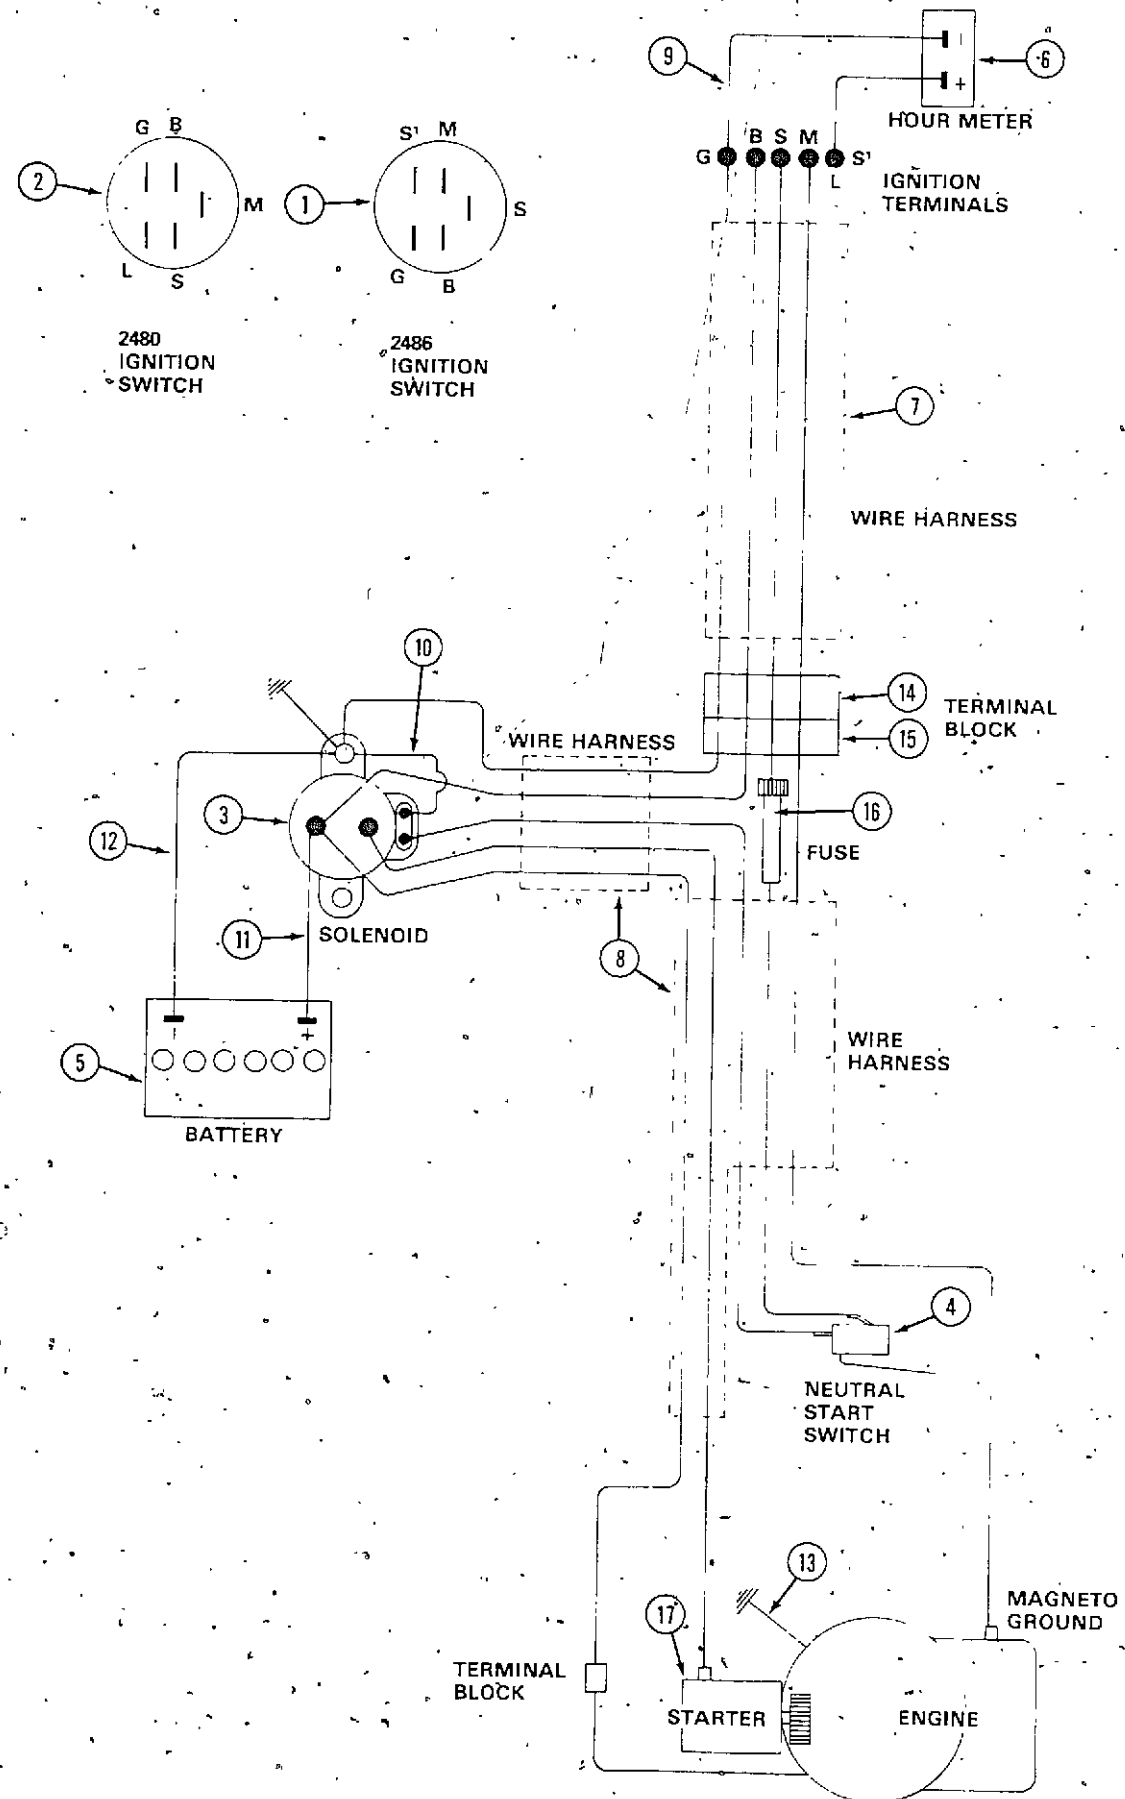 9
6
HOUR METER
G B S M S¹
L
IGNITION
TERMINALS
2
G B
M
L S
2480
IGNITION
SWITCH
1
S¹ M
S
G B
2486
IGNITION
SWITCH
7
WIRE HARNESS
10
14
TERMINAL
BLOCK
15
WIRE HARNESS
3
16
FUSE
12
11
SOLENOID
8
5
+
BATTERY
WIRE
HARNESS
4
NEUTRAL
START
SWITCH
13
17
MAGNETO
GROUND
TERMINAL
BLOCK
STARTER
ENGINE